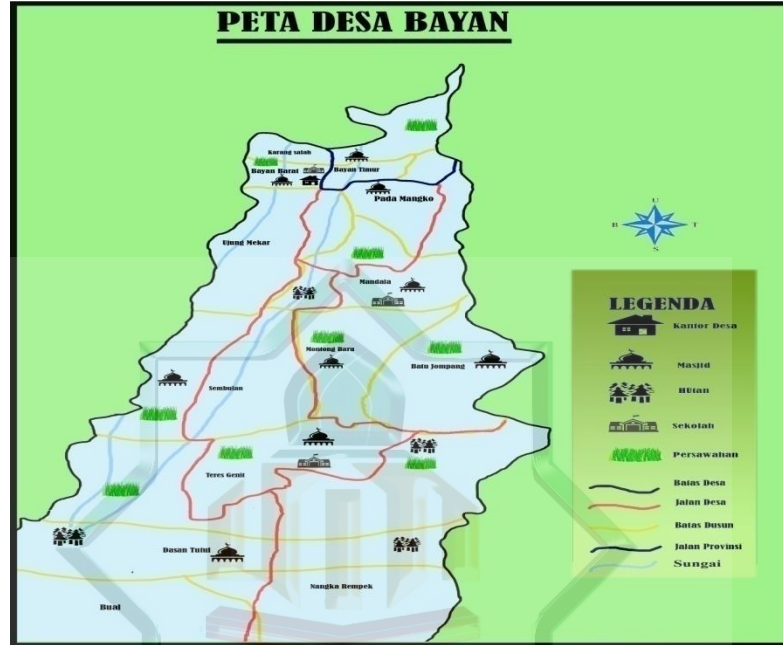 PETA DESA BAYAN
Karang salah
Bayan Barat
Bayan Timur
Pada Mangko
Ujung Mekar
Mandala
Montong Baru
Batu Jompang
Sembulan
Teres Genit
Dasan Tutul
Nangka Rempek
Bual
U
B
T
S
LEGENDA
Kantor Desa
Masjid
HUtan
Sekolah
Persawahan
Batas Desa
Jalan Desa
Batas Dusun
Jalan Provinsi
Sungai